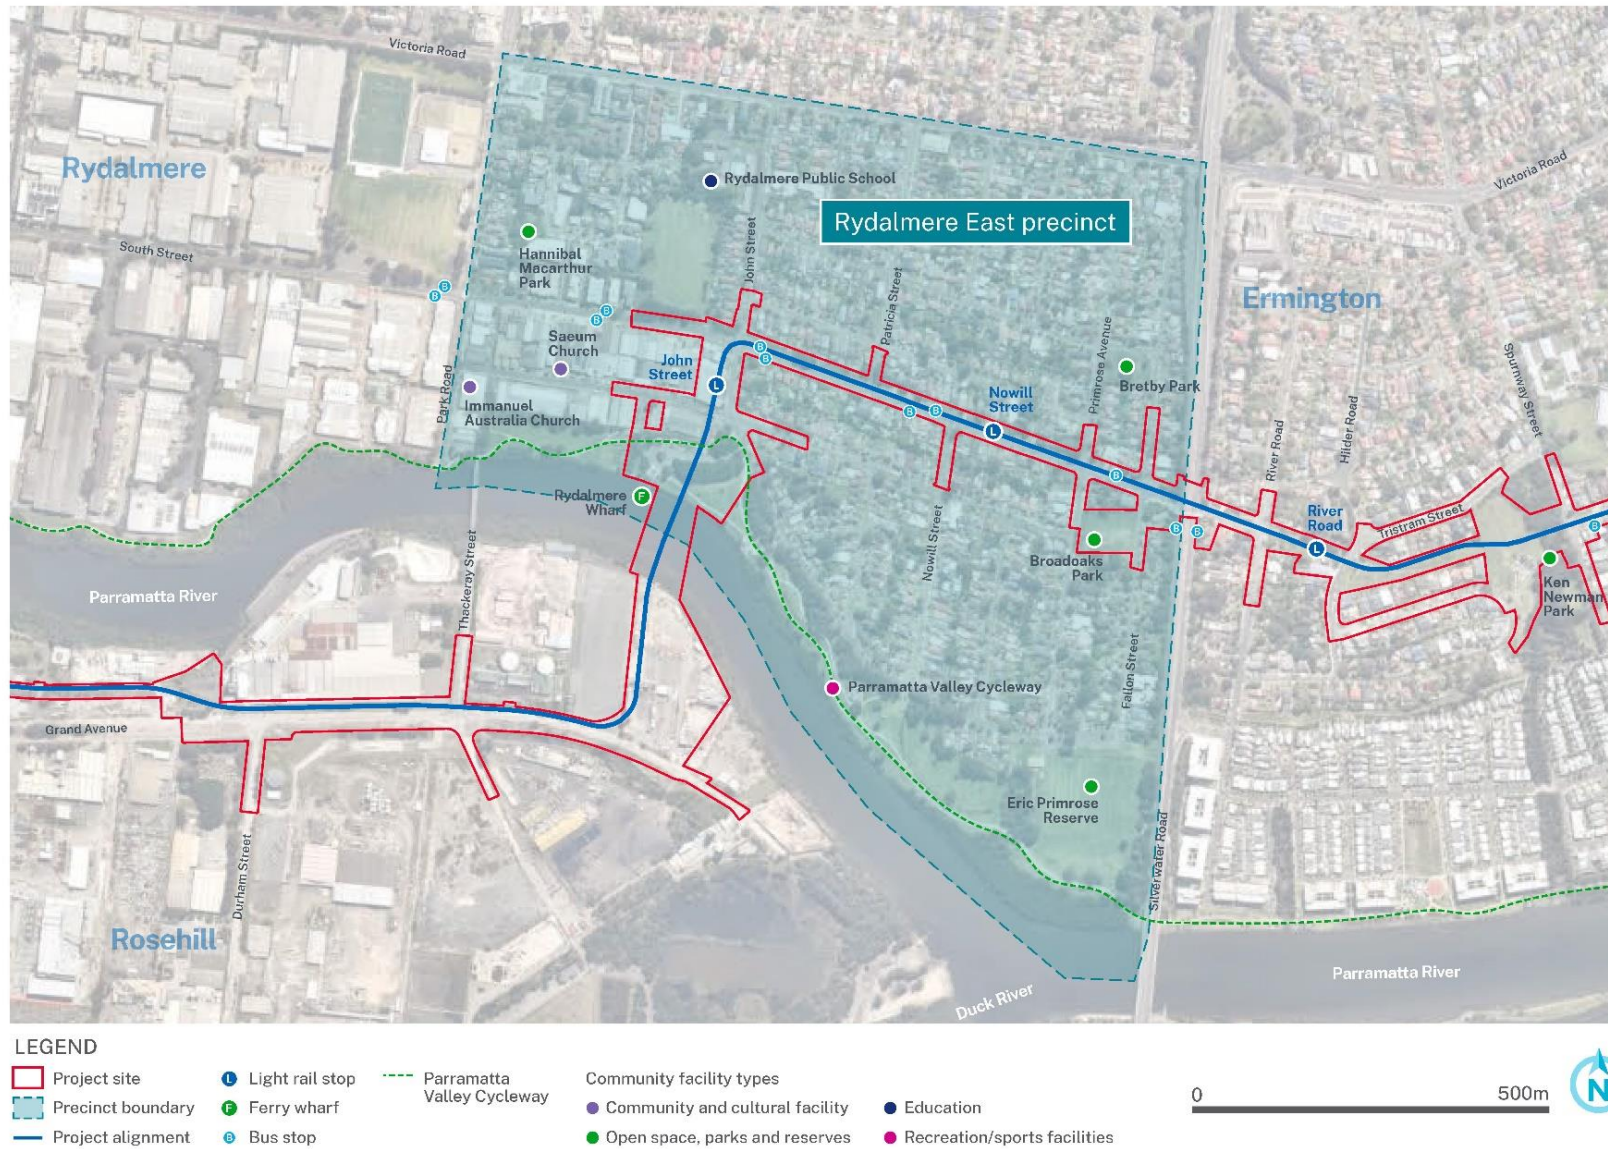 Victoria Road
Rydalmere
Rydalmere Public School
Victoria Road
Rydalmere East precinct
South Street
Hannibal
Macarthur
Park
John Street
Patricia Street
Ermington
B
B
B
B
Saeum
Church
John
Street
B
B
Primrose Avenue
Spurnway Street
Park Road
Immanuel
Australia Church
L
Nowill
Street
Bretby Park
B
B
L
Hilder Road
River Road
B
Rydalmere
Wharf
F
River
Road
Tristram Street
B
B
B
L
Nowill Street
Broadoaks
Park
Ken
Newman
Park
Parramatta River
Thackeray Street
Fallon Street
Parramatta Valley Cycleway
Grand Avenue
Eric Primrose
Reserve
Durham Street
Silverwater Road
Rosehill
Parramatta River
Duck River
LEGEND
Project site
L Light rail stop
Parramatta
Valley Cycleway
Community facility types
0 500m
N
Precinct boundary
F Ferry wharf
Community and cultural facility
Education
Project alignment
B Bus stop
Open space, parks and reserves
Recreation/sports facilities